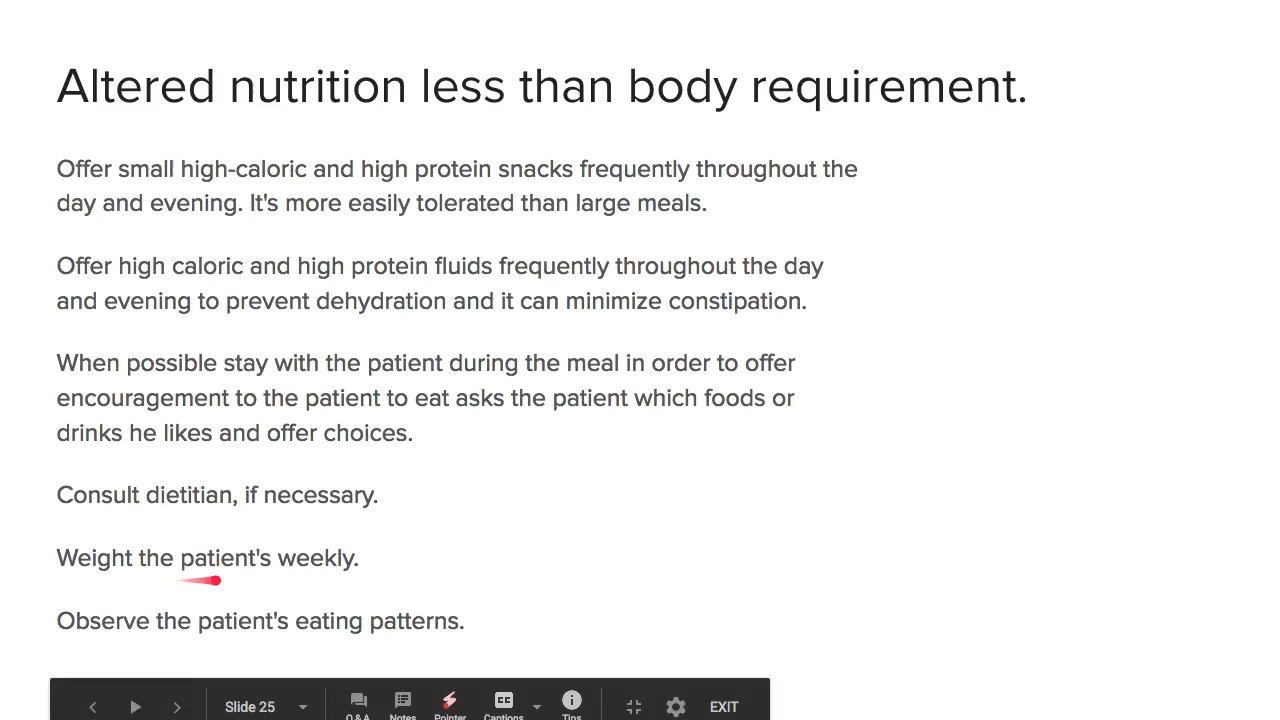 Altered nutrition less than body requirement.
Offer small high-caloric and high protein snacks frequently throughout the
day and evening. It's more easily tolerated than large meals.
Offer high caloric and high protein fluids frequently throughout the day
and evening to prevent dehydration and it can minimize constipation.
When possible stay with the patient during the meal in order to offer
encouragement to the patient to eat asks the patient which foods or
drinks he likes and offer choices.
Consult dietitian, if necessary.
Weight the patient's weekly.
Observe the patient's eating patterns.
Slide 25
CC
EXIT
Q&A Notes Pointer Captions Tips